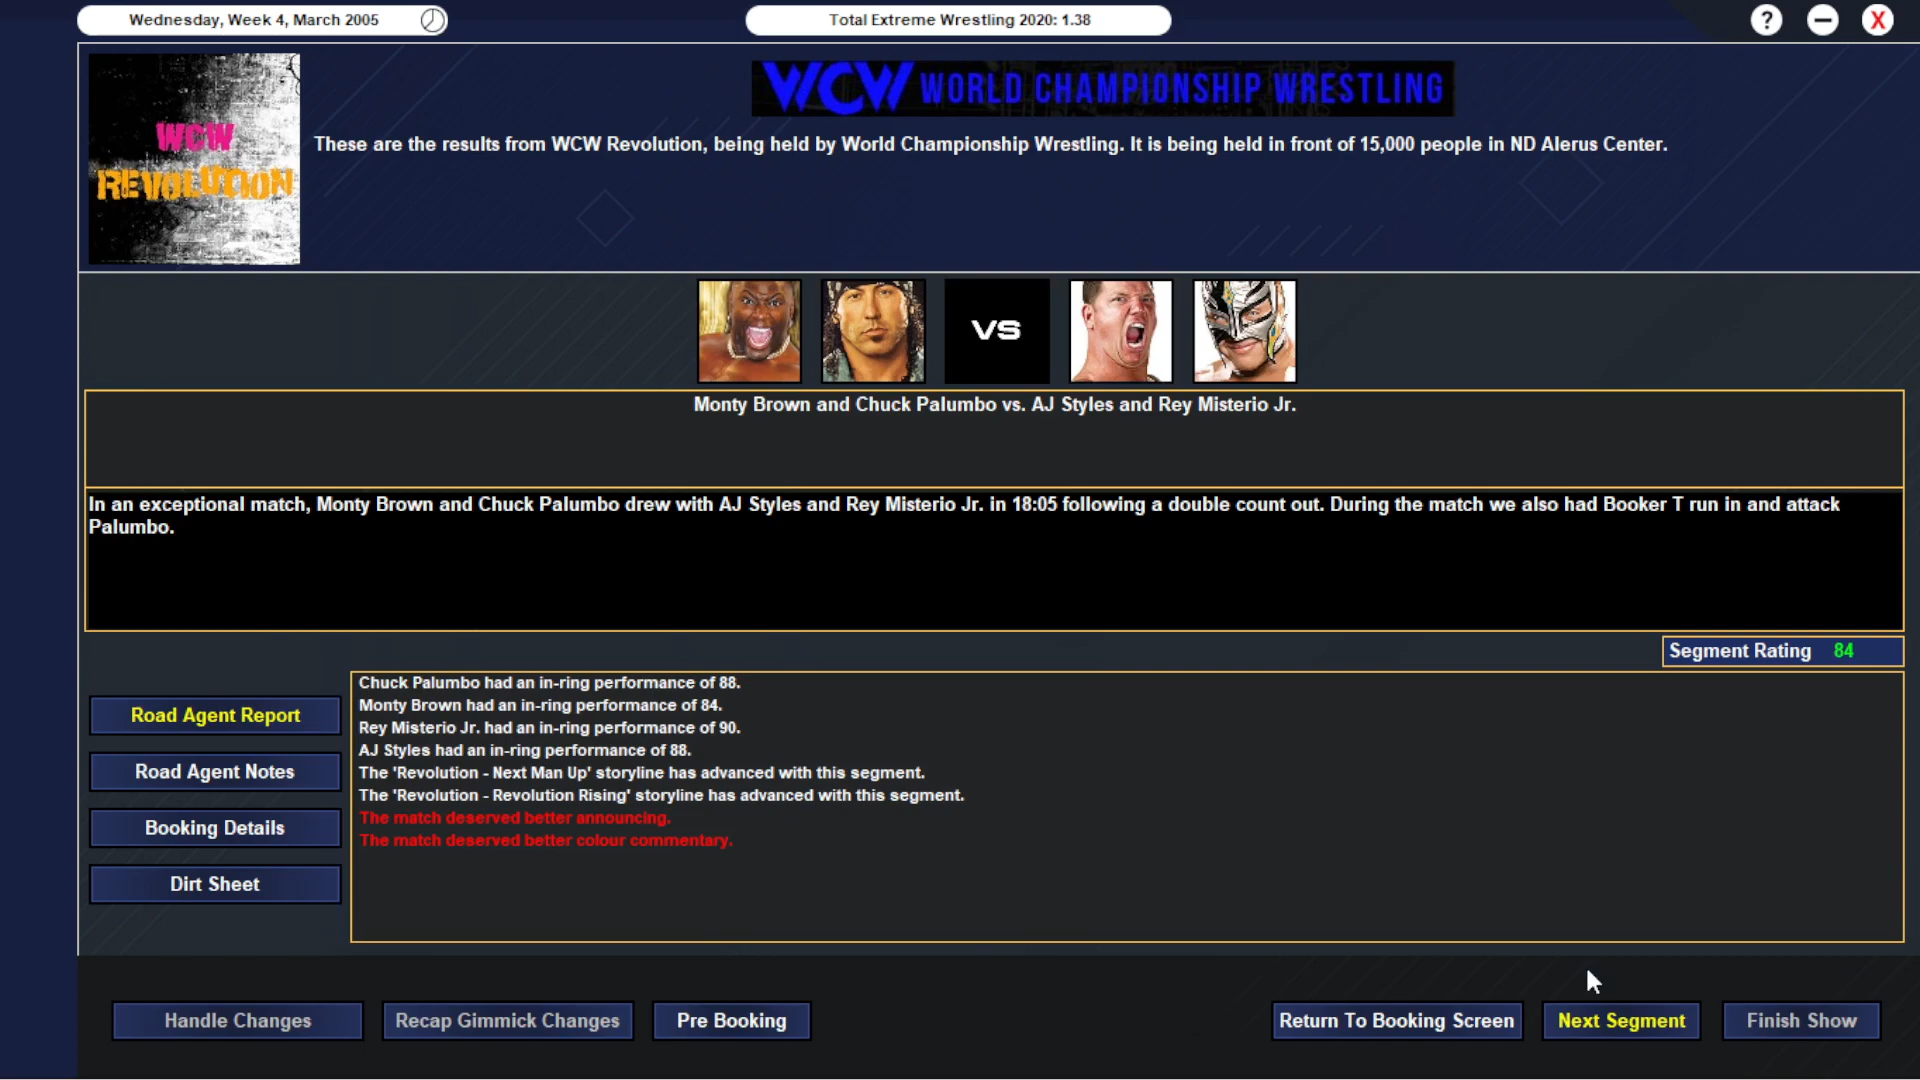 Wednesday, Week 4, March 2005
Total Extreme Wrestling 2020: 1.38
?
X
WCW WORLD CHAMPIONSHIP WRESTLING
WCW
REVOLUTION
These are the results from WCW Revolution, being held by World Championship Wrestling. It is being held in front of 15,000 people in ND Alerus Center.
VS
Monty Brown and Chuck Palumbo vs. AJ Styles and Rey Misterio Jr.
In an exceptional match, Monty Brown and Chuck Palumbo drew with AJ Styles and Rey Misterio Jr. in 18:05 following a double count out. During the match we also had Booker T run in and attack
Palumbo.
Segment Rating 84
Road Agent Report
Road Agent Notes
Booking Details
Dirt Sheet
Chuck Palumbo had an in-ring performance of 88.
Monty Brown had an in-ring performance of 84.
Rey Misterio Jr. had an in-ring performance of 90.
AJ Styles had an in-ring performance of 88.
The 'Revolution - Next Man Up' storyline has advanced with this segment.
The 'Revolution - Revolution Rising' storyline has advanced with this segment.
The match deserved better announcing.
The match deserved better colour commentary.
Handle Changes
Recap Gimmick Changes
Pre Booking
Return To Booking Screen
Next Segment
Finish Show